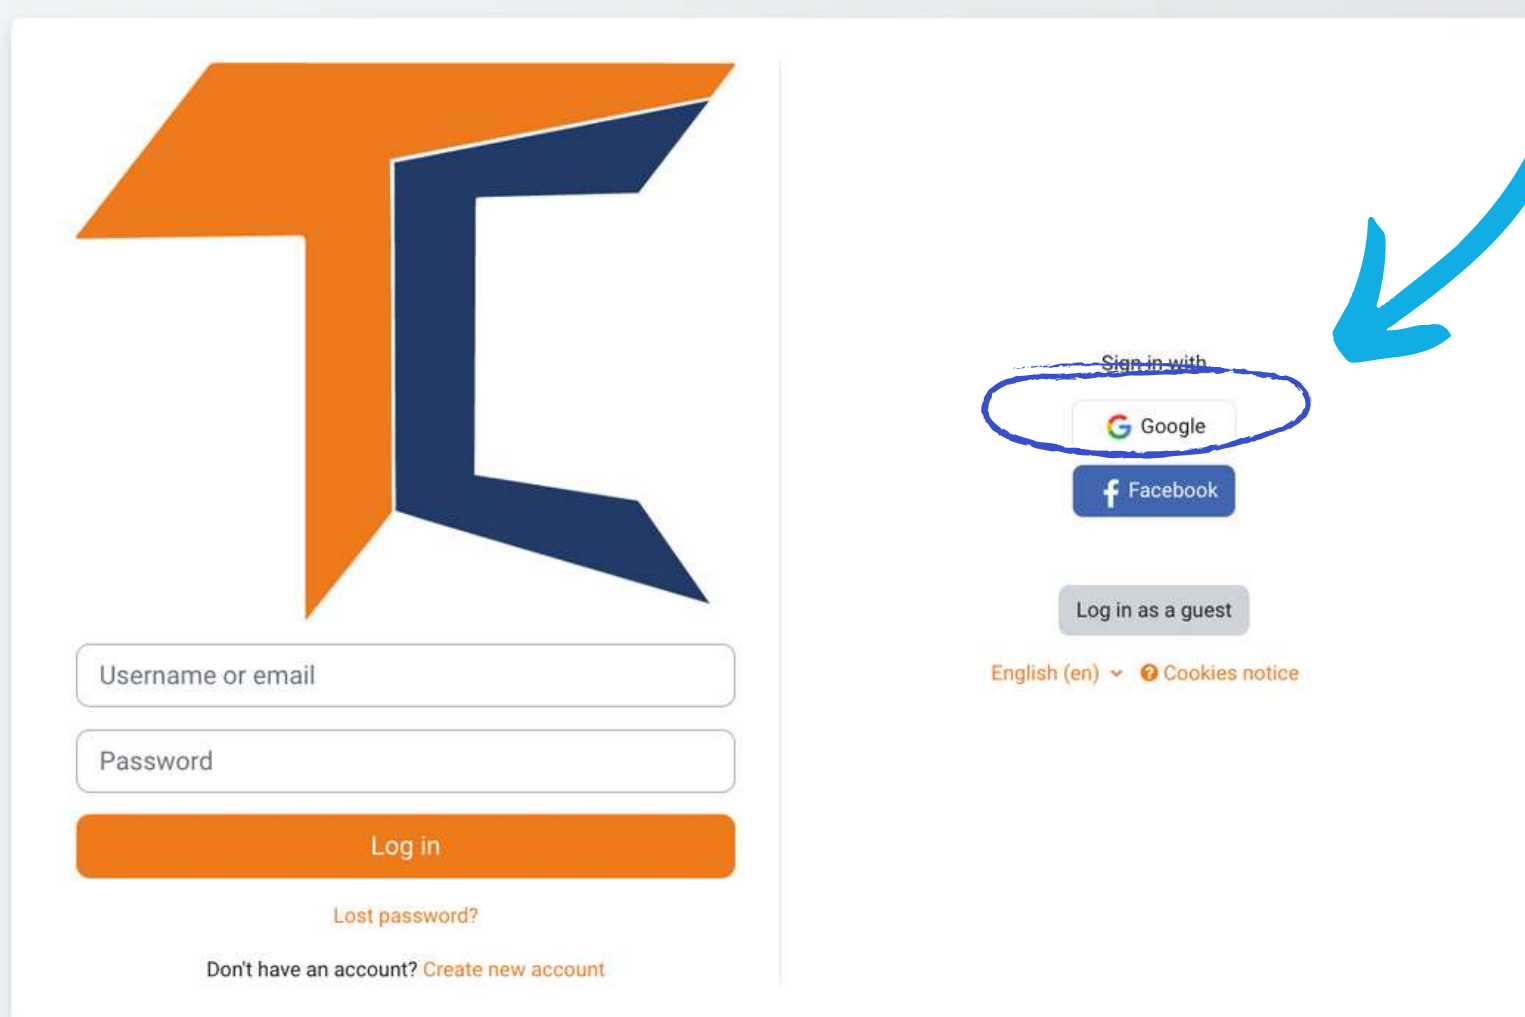 Username or email
Password
Log in
Lost password?
Don't have an account? Create new account
Sign in with
Google
Facebook
Log in as a guest
English (en) Cookies notice